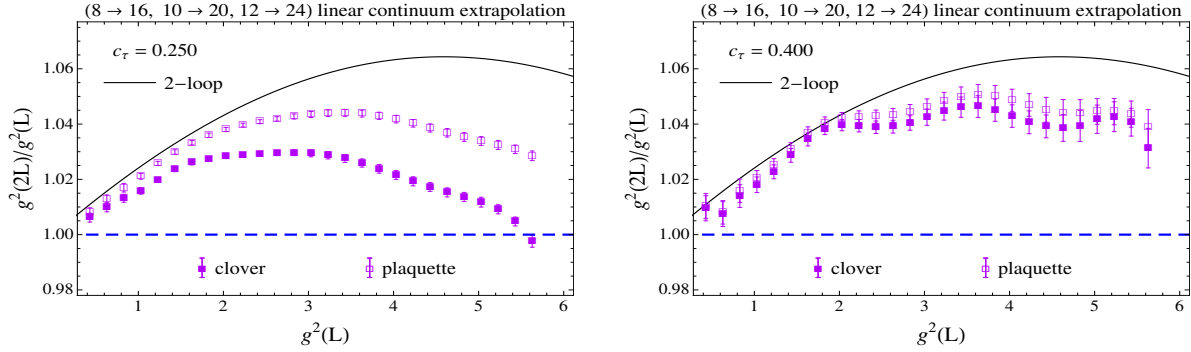 (8 → 16, 10 → 20, 12 → 24) linear continuum extrapolation
cτ = 0.250
2−loop
g²(2L)/g²(L)
1.06
1.04
1.02
1.00
0.98
clover
plaquette
1 2 3 4 5 6
g²(L)
(8 → 16, 10 → 20, 12 → 24) linear continuum extrapolation
cτ = 0.400
2−loop
g²(2L)/g²(L)
1.06
1.04
1.02
1.00
0.98
clover
plaquette
1 2 3 4 5 6
g²(L)